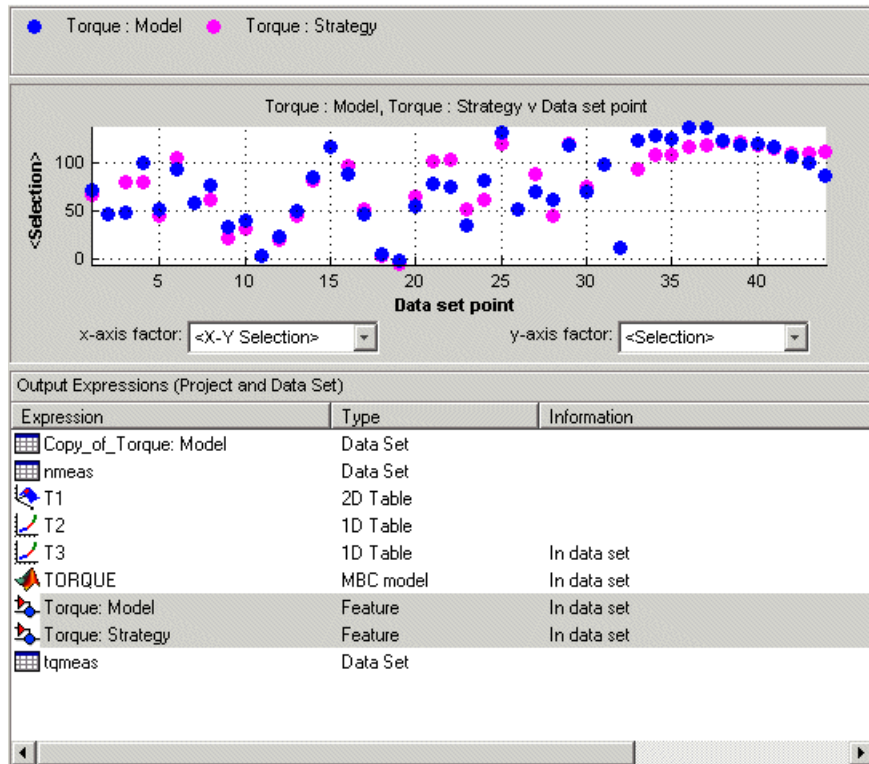 Torque : Model Torque : Strategy
Torque : Model, Torque : Strategy v Data set point
<Selection>
100
50
0
5 10 15 20 25 30 35 40
Data set point
x-axis factor: <X-Y Selection> y-axis factor: <Selection>
Output Expressions (Project and Data Set)
Expression Type Information
Copy_of_Torque: Model Data Set
nmeas Data Set
T1 2D Table
T2 1D Table
T3 1D Table In data set
TORQUE MBC model In data set
Torque: Model Feature In data set
Torque: Strategy Feature In data set
tqmeas Data Set